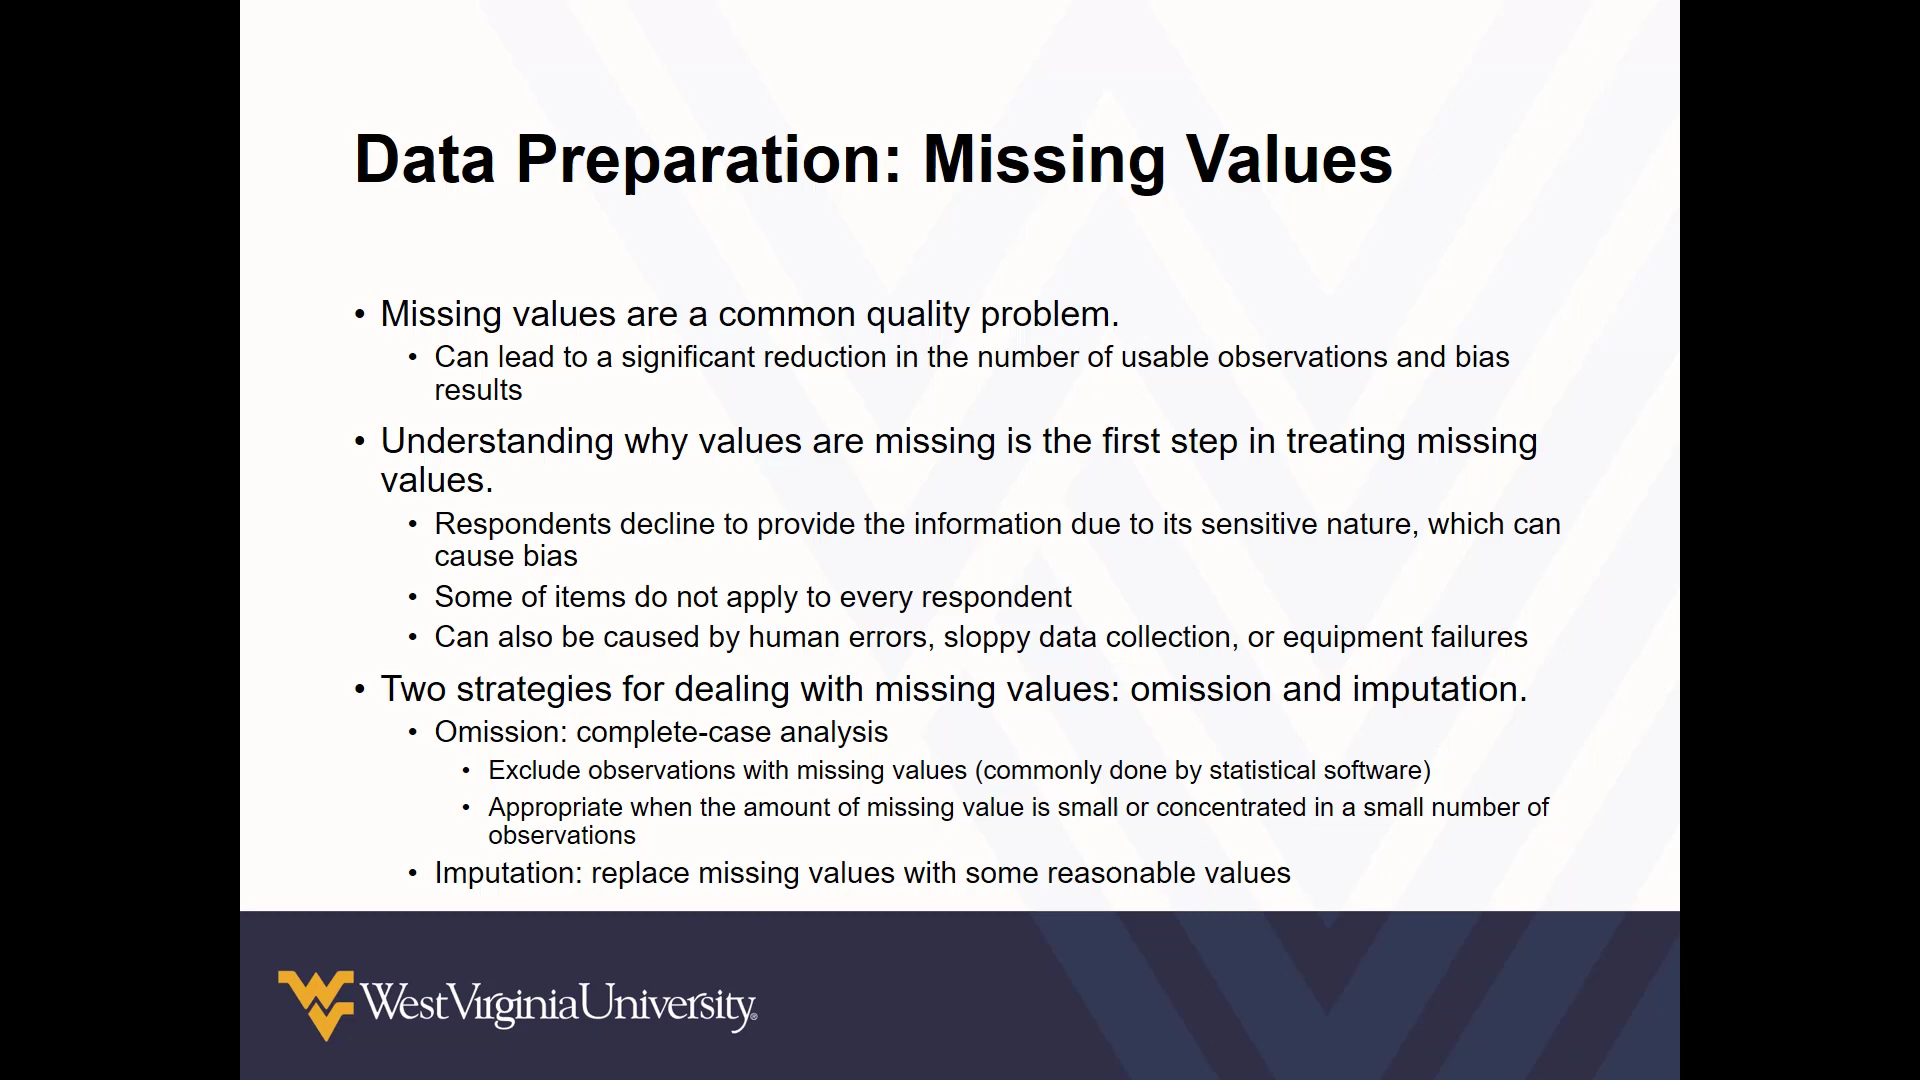 Data Preparation: Missing Values
• Missing values are a common quality problem.
• Can lead to a significant reduction in the number of usable observations and bias
results
• Understanding why values are missing is the first step in treating missing
values.
• Respondents decline to provide the information due to its sensitive nature, which can
cause bias
• Some of items do not apply to every respondent
• Can also be caused by human errors, sloppy data collection, or equipment failures
• Two strategies for dealing with missing values: omission and imputation.
• Omission: complete-case analysis
• Exclude observations with missing values (commonly done by statistical software)
• Appropriate when the amount of missing value is small or concentrated in a small number of
observations
• Imputation: replace missing values with some reasonable values
WestVirginiaUniversity®